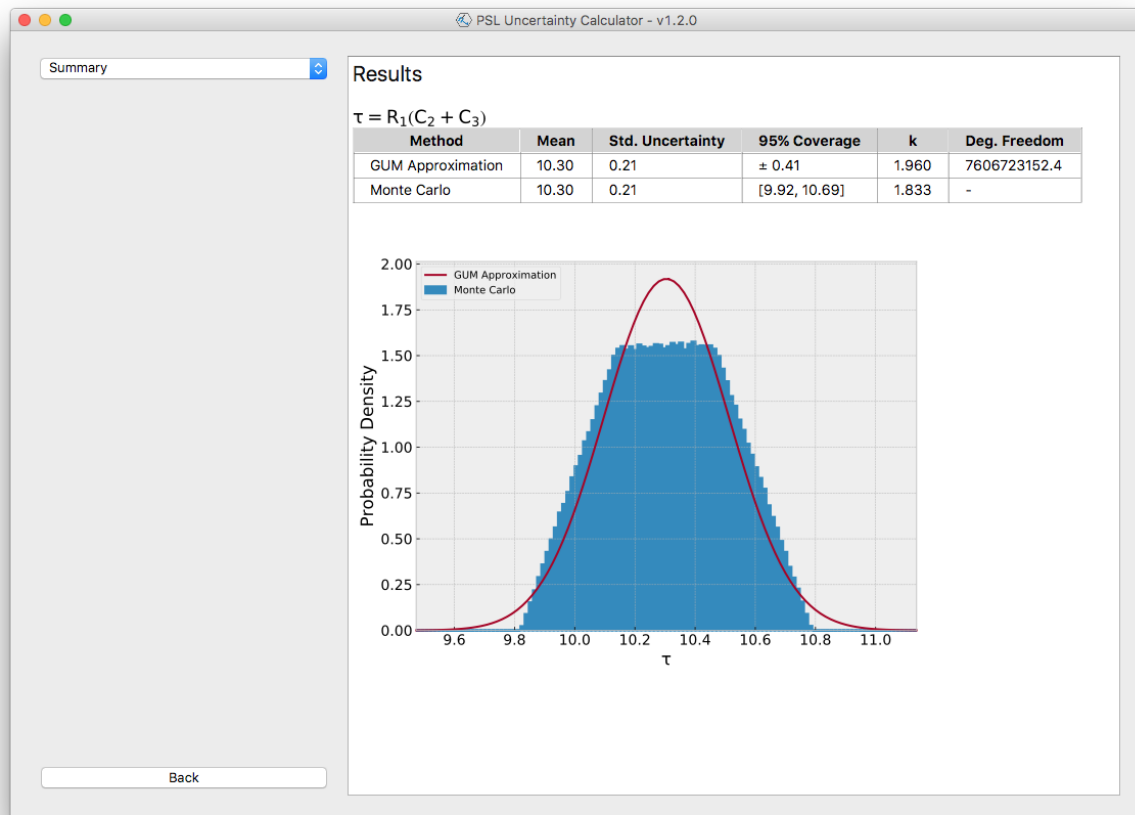 PSL Uncertainty Calculator - v1.2.0
Summary
Results
τ = R₁(C₂ + C₃)
Method Mean Std. Uncertainty 95% Coverage k Deg. Freedom
GUM Approximation 10.30 0.21 ± 0.41 1.960 7606723152.4
Monte Carlo 10.30 0.21 [9.92, 10.69] 1.833 -
GUM Approximation
Monte Carlo
Probability Density
2.00
1.75
1.50
1.25
1.00
0.75
0.50
0.25
0.00
9.6 9.8 10.0 10.2 10.4 10.6 10.8 11.0
τ
Back